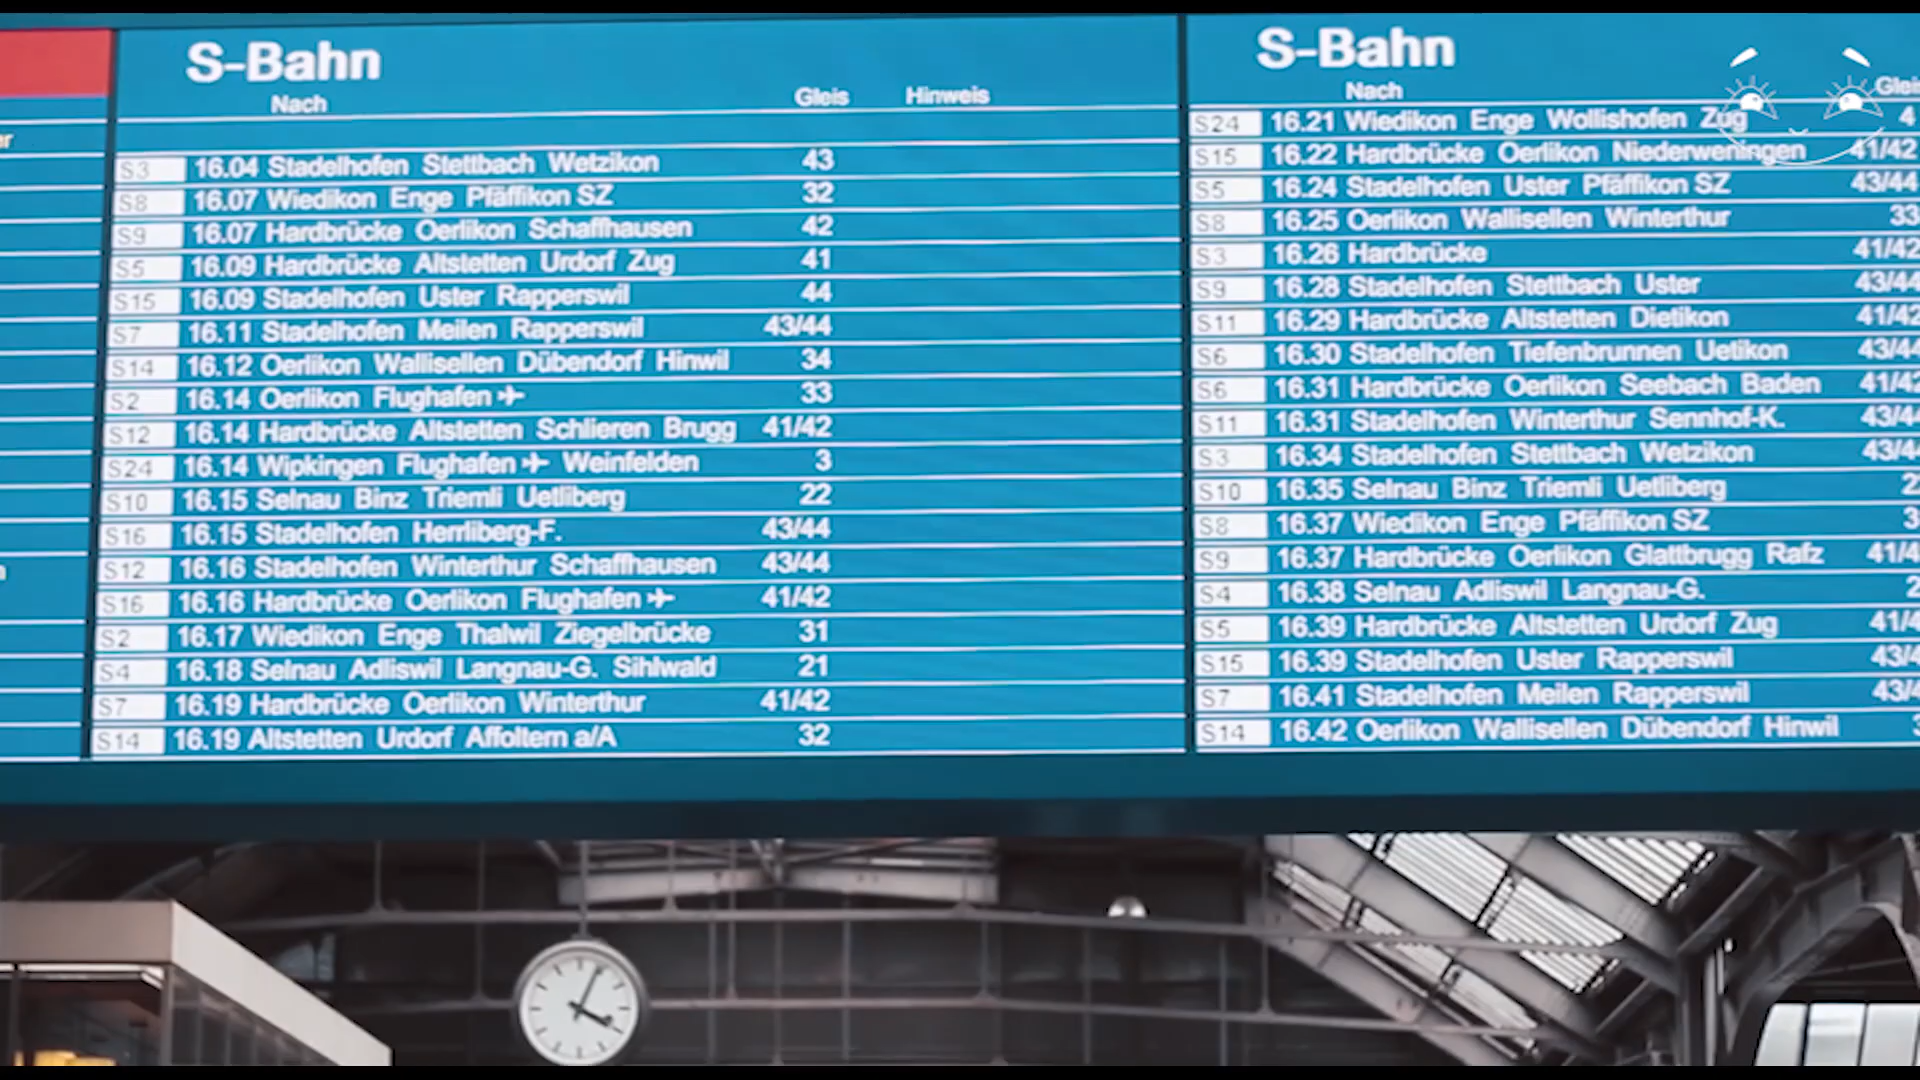 S-Bahn
Nach Gleis Hinweis
S3 16.04 Stadelhofen Stettbach Wetzikon 43
S8 16.07 Wiedikon Enge Pfäffikon SZ 32
S9 16.07 Hardbrücke Oerlikon Schaffhausen 42
S5 16.09 Hardbrücke Altstetten Urdorf Zug 41
S15 16.09 Stadelhofen Uster Rapperswil 44
S7 16.11 Stadelhofen Meilen Rapperswil 43/44
S14 16.12 Oerlikon Wallisellen Dübendorf Hinwil 34
S2 16.14 Oerlikon Flughafen 33
S12 16.14 Hardbrücke Altstetten Schlieren Brugg 41/42
S24 16.14 Wipkingen Flughafen Weinfelden 3
S10 16.15 Selnau Binz Triemli Uetliberg 22
S16 16.15 Stadelhofen Herrliberg-F. 43/44
S12 16.16 Stadelhofen Winterthur Schaffhausen 43/44
S16 16.16 Hardbrücke Oerlikon Flughafen 41/42
S2 16.17 Wiedikon Enge Thalwil Ziegelbrücke 31
S4 16.18 Selnau Adliswil Langnau-G. Sihlwald 21
S7 16.19 Hardbrücke Oerlikon Winterthur 41/42
S14 16.19 Altstetten Urdorf Affoltern a/A 32
S-Bahn
Nach Gleis
S24 16.21 Wiedikon Enge Wollishofen Zug 4
S15 16.22 Hardbrücke Oerlikon Niederweningen 41/42
S5 16.24 Stadelhofen Uster Pfäffikon SZ 43/44
S8 16.25 Oerlikon Wallisellen Winterthur 33
S3 16.26 Hardbrücke 41/42
S9 16.28 Stadelhofen Stettbach Uster 43/44
S11 16.29 Hardbrücke Altstetten Dietikon 41/42
S6 16.30 Stadelhofen Tiefenbrunnen Uetikon 43/44
S6 16.31 Hardbrücke Oerlikon Seebach Baden 41/42
S11 16.31 Stadelhofen Winterthur Sennhof-K. 43/44
S3 16.34 Stadelhofen Stettbach Wetzikon 43/44
S10 16.35 Selnau Binz Triemli Uetliberg
S8 16.37 Wiedikon Enge Pfäffikon SZ
S9 16.37 Hardbrücke Oerlikon Glattbrugg Rafz
S4 16.38 Selnau Adliswil Langnau-G.
S5 16.39 Hardbrücke Altstetten Urdorf Zug
S15 16.39 Stadelhofen Uster Rapperswil
S7 16.41 Stadelhofen Meilen Rapperswil
S14 16.42 Oerlikon Wallisellen Dübendorf Hinwil